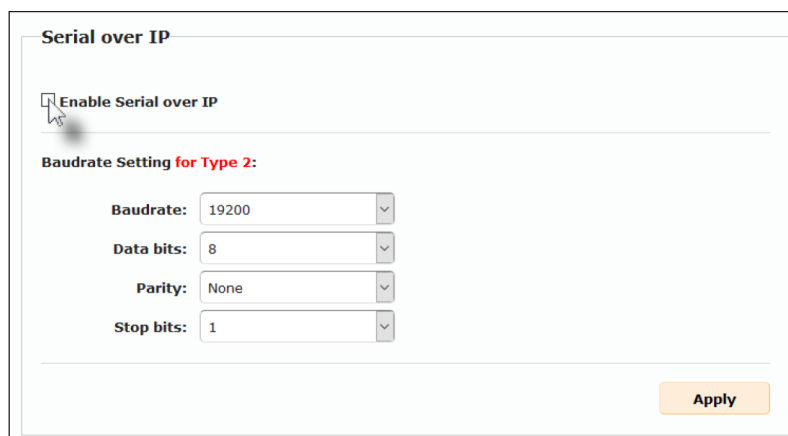 Serial over IP
Enable Serial over IP
Baudrate Setting for Type 2:
Baudrate: 19200
Data bits: 8
Parity: None
Stop bits: 1
Apply